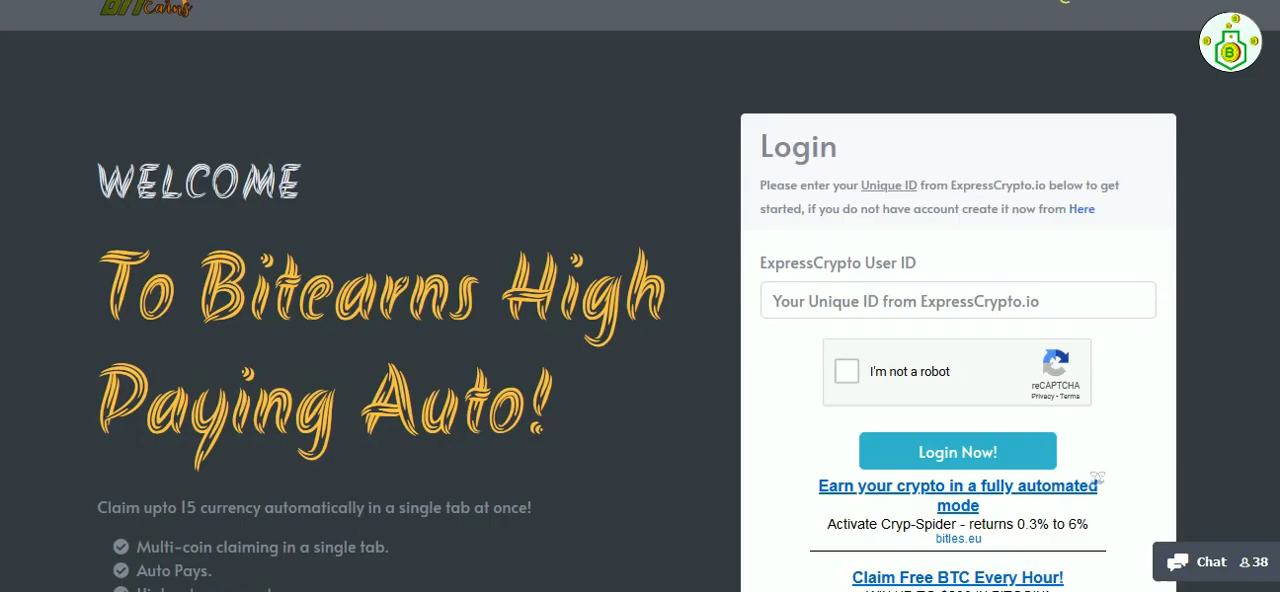 BIT
Cains
WELCOME
To Bitearns High
Paying Auto!
Claim upto 15 currency automatically in a single tab at once!
Multi-coin claiming in a single tab.
Auto Pays.
Login
Please enter your Unique ID from ExpressCrypto.io below to get
started, if you do not have account create it now from Here
ExpressCrypto User ID
Your Unique ID from ExpressCrypto.io
I'm not a robot
reCAPTCHA
Privacy - Terms
Login Now!
Earn your crypto in a fully automated
mode
Activate Cryp-Spider - returns 0.3% to 6%
bitles.eu
Claim Free BTC Every Hour!
Chat 38